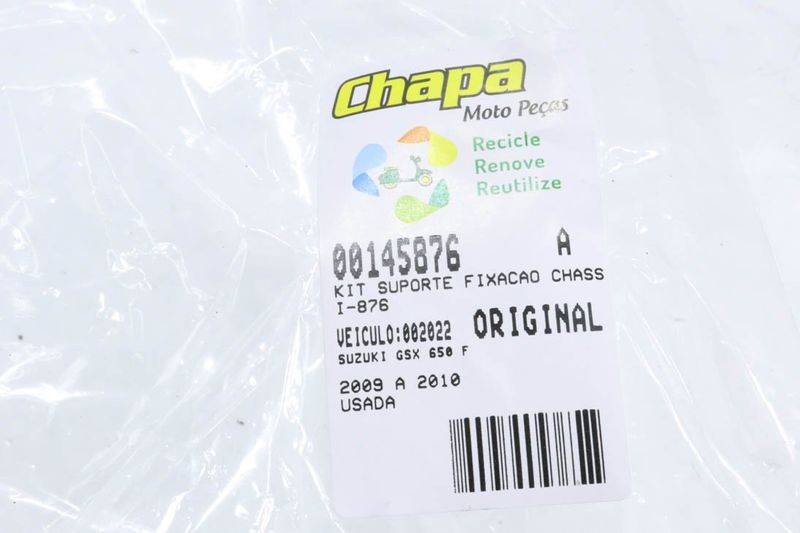 Chapa
Moto Peças
Recicle
Renove
Reutilize
00145876 A
KIT SUPORTE FIXACAO CHASS
I-876
VEICULO:002022 ORIGINAL
SUZUKI GSX 650 F
2009 A 2010
USADA